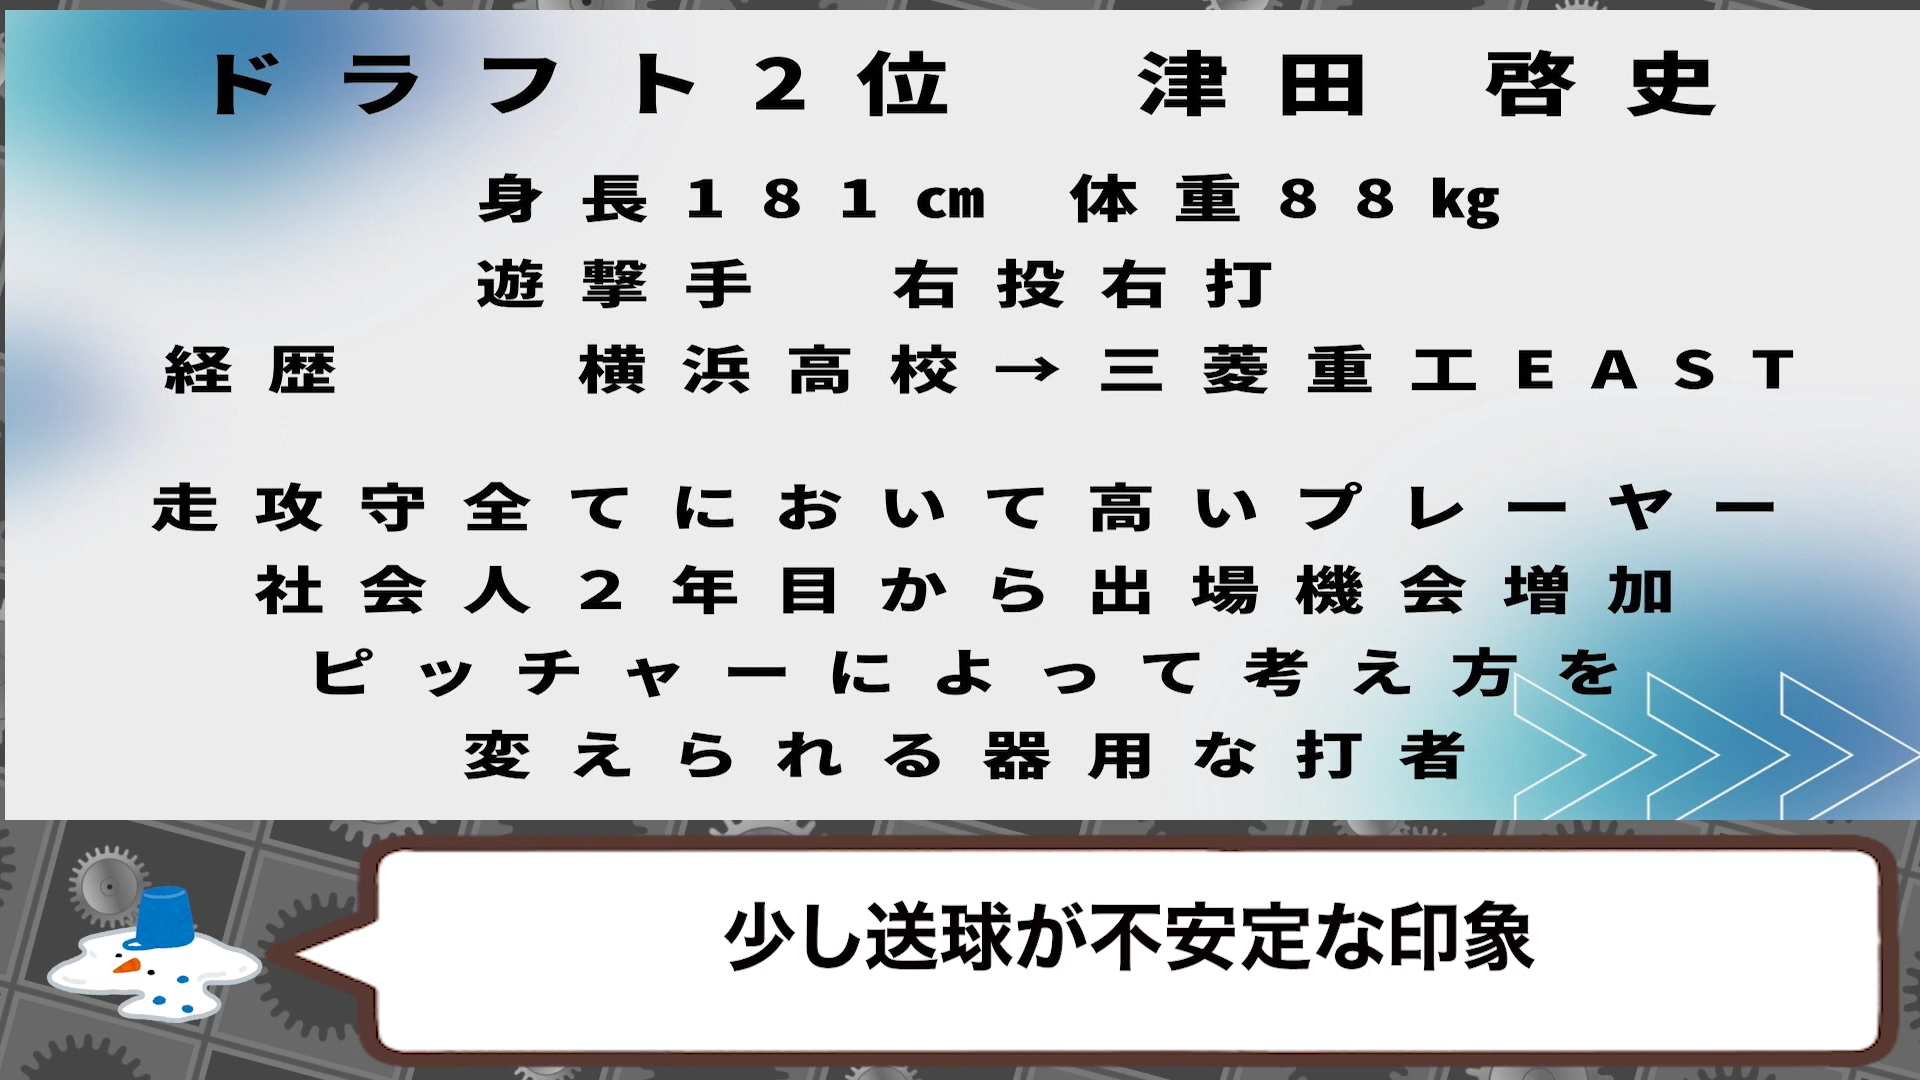 ドラフト2位 津田 啓史
身長181cm 体重88kg
遊撃手 右投右打
経歴 横浜高校→三菱重工EAST
走攻守全てにおいて高いプレーヤー
社会人2年目から出場機会増加
ピッチャーによって考え方を
変えられる器用な打者
少し送球が不安定な印象